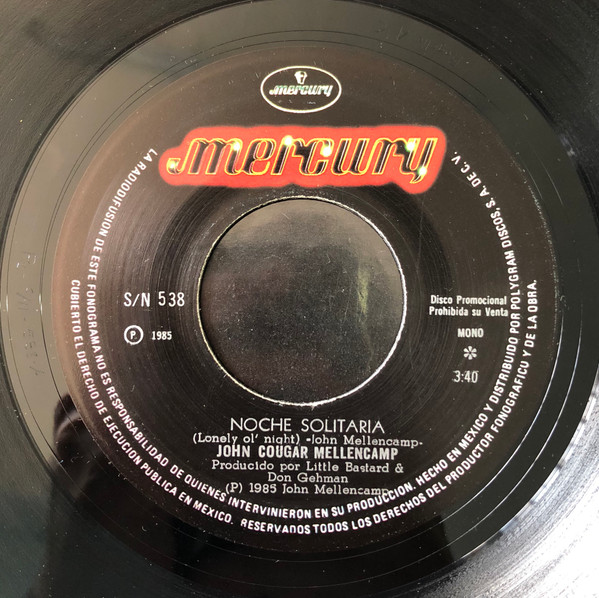 mercury
mercury
S/N 538
Ⓟ 1985
Disco Promocional
Prohibida su Venta
MONO
*
3:40
NOCHE SOLITARIA
(Lonely ol' night) -John Mellencamp-
JOHN COUGAR MELLENCAMP
Producido por Little Bastard &
Don Gehman
(P) 1985 John Mellencamp
LA RADIODIFUSION DE ESTE FONOGRAMA NO ES RESPONSABILIDAD DE QUIENES INTERVINIERON EN SU PRODUCCION. HECHO EN MEXICO Y DISTRIBUIDO POR POLYGRAM DISCOS, S.A. DE C.V.
CUBIERTO EL DERECHO DE EJECUCION PUBLICA EN MEXICO. RESERVADOS TODOS LOS DERECHOS DEL PRODUCTOR FONOGRAFICO Y DE LA OBRA.